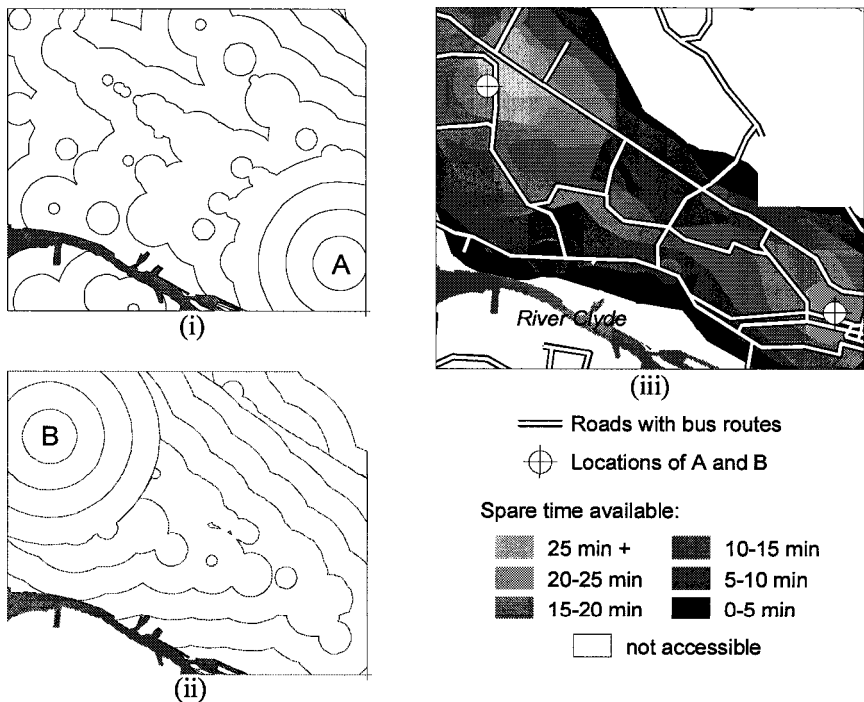 A
(i)
B
(ii)
River Clyde
(iii)
Roads with bus routes
Locations of A and B
Spare time available:
25 min + 10-15 min
20-25 min 5-10 min
15-20 min 0-5 min
not accessible